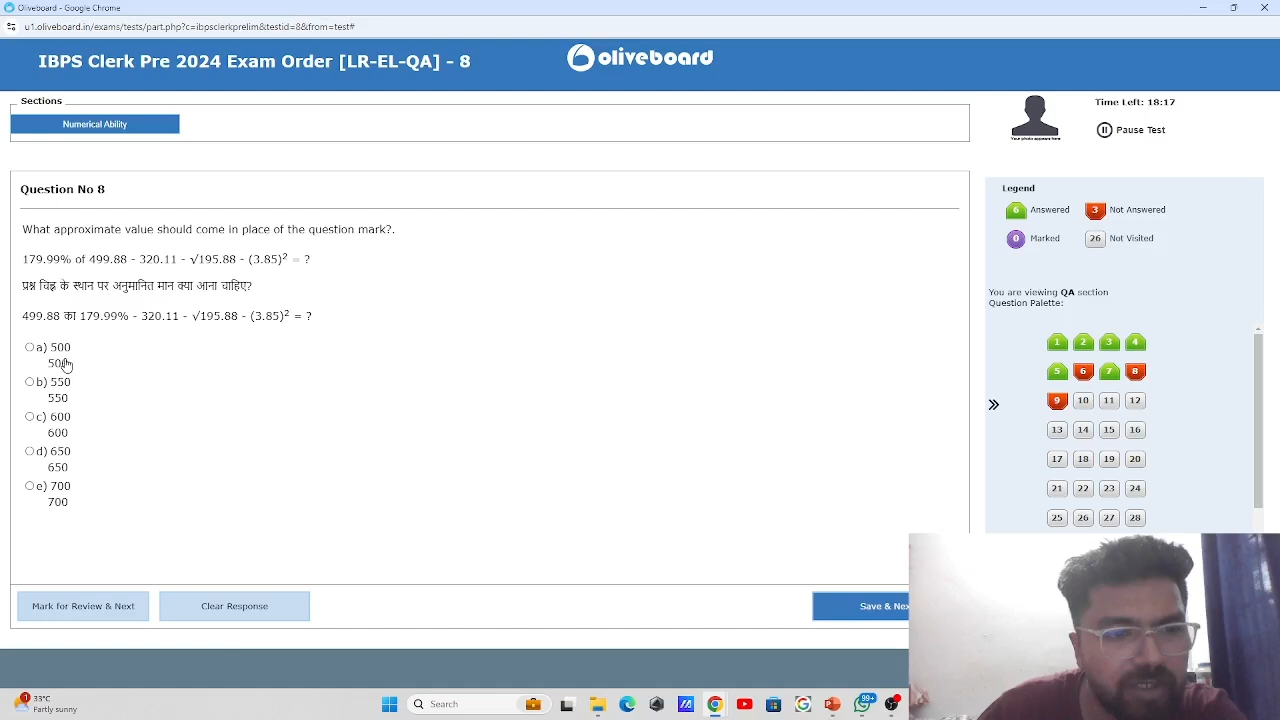 Oliveboard - Google Chrome
u1.oliveboard.in/exams/tests/part.php?c=ibpsclerkprelim&testid=8&from=test#
IBPS Clerk Pre 2024 Exam Order [LR-EL-QA] - 8
oliveboard
Sections
Numerical Ability
Your photo appears here
Time Left: 18:17
Pause Test
Question No 8
What approximate value should come in place of the question mark?.
179.99% of 499.88 - 320.11 - √195.88 - (3.85)² = ?
प्रश्न चिह्न के स्थान पर अनुमानित मान क्या आना चाहिए?
499.88 का 179.99% - 320.11 - √195.88 - (3.85)² = ?
a) 500
500
b) 550
550
c) 600
600
d) 650
650
e) 700
700
Legend
6 Answered 3 Not Answered
0 Marked 26 Not Visited
You are viewing QA section
Question Palette:
1 2 3 4
5 6 7 8
9 10 11 12
13 14 15 16
17 18 19 20
21 22 23 24
25 26 27 28
Mark for Review & Next
Clear Response
Save &
1
33°C
Partly sunny
Search
99+